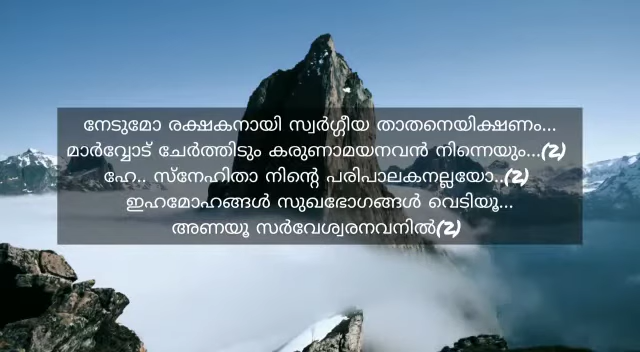 നേടുമോ രക്ഷകനായി സ്വർഗ്ഗീയ താതനെയിക്ഷണം...
മാർവ്വോട് ചേർത്തിടും കരുണാമയനവൻ നിന്നെയും...(2)
ഹേ.. സ്നേഹിതാ നിന്റെ പരിപാലകനല്ലയോ..(2)
ഇഹമോഹങ്ങൾ സുഖഭോഗങ്ങൾ വെടിയൂ...
അണയൂ സർവേശ്വരനവനിൽ(2)